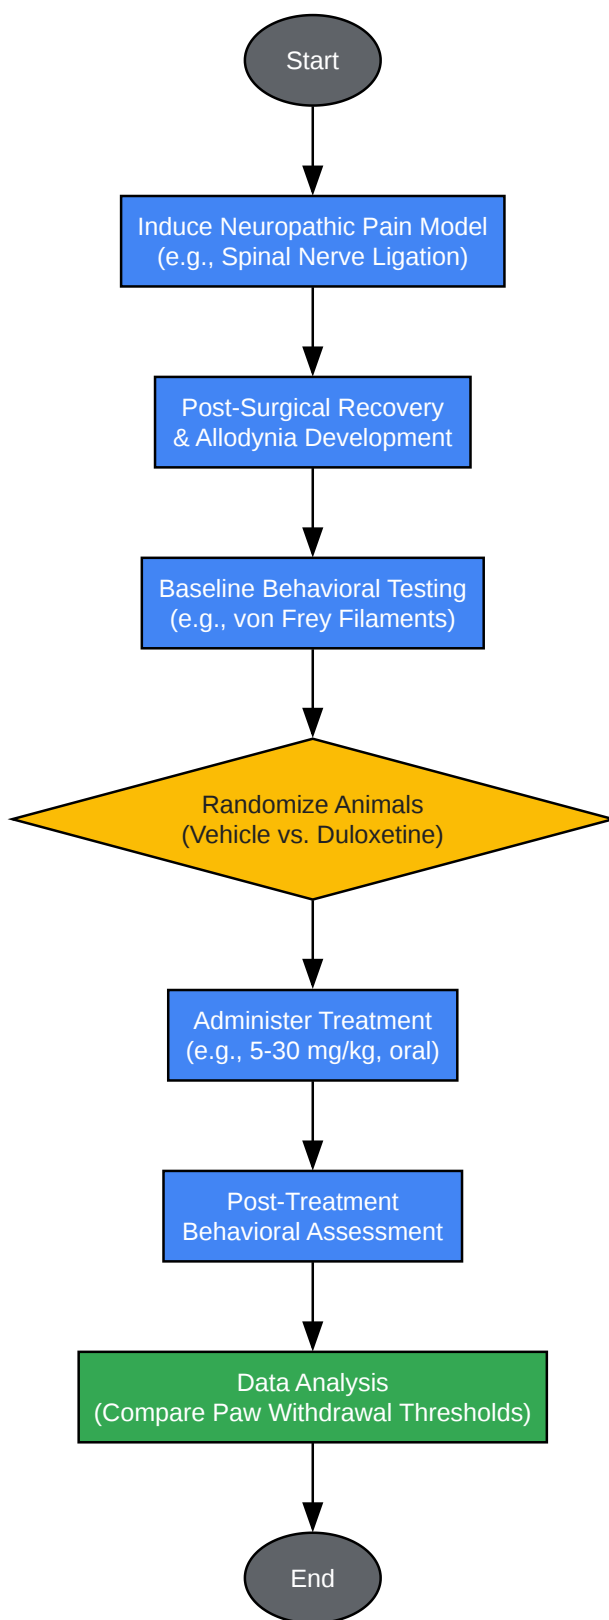 Start
Induce Neuropathic Pain Model
(e.g., Spinal Nerve Ligation)
Post-Surgical Recovery
& Allodynia Development
Baseline Behavioral Testing
(e.g., von Frey Filaments)
Randomize Animals
(Vehicle vs. Duloxetine)
Administer Treatment
(e.g., 5-30 mg/kg, oral)
Post-Treatment
Behavioral Assessment
Data Analysis
(Compare Paw Withdrawal Thresholds)
End